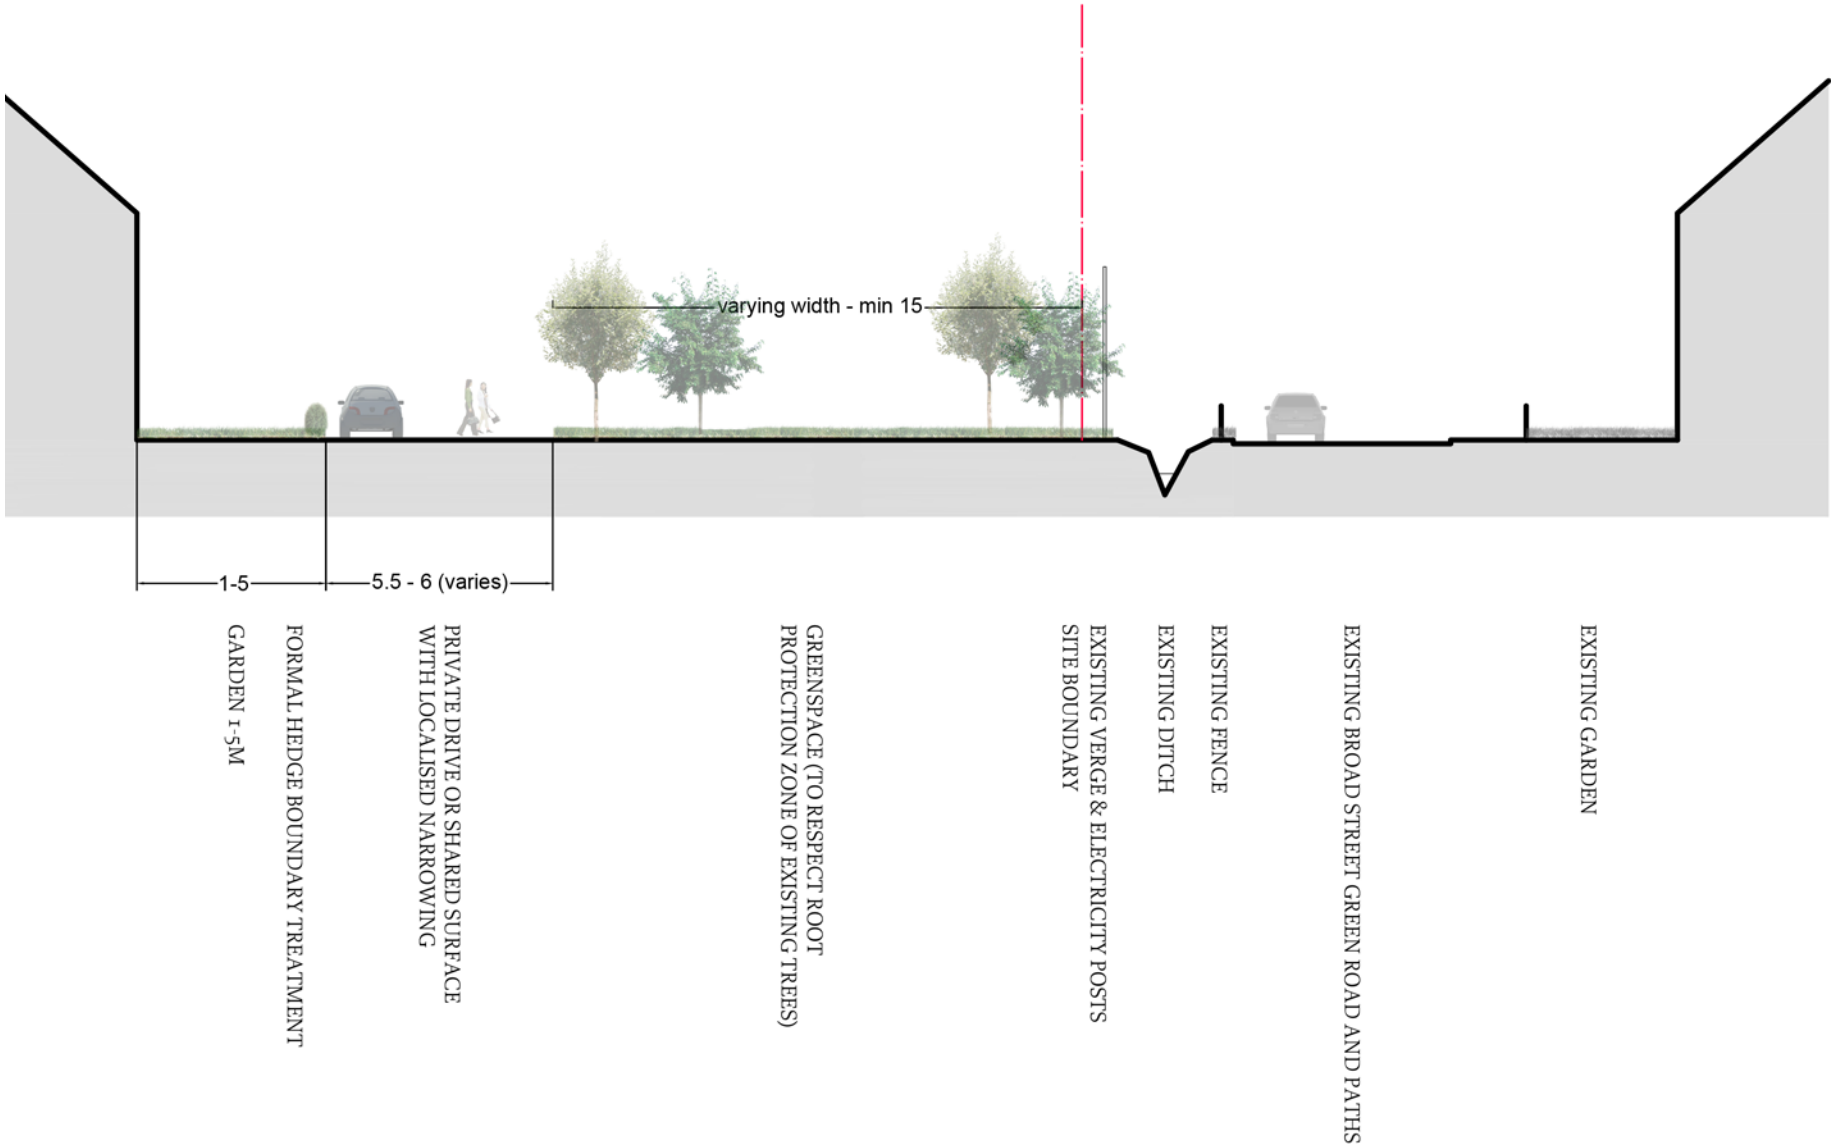 varying width - min 15
1-5
5.5 - 6 (varies)
GARDEN 1-5M
FORMAL HEDGE BOUNDARY TREATMENT
PRIVATE DRIVE OR SHARED SURFACE
WITH LOCALISED NARROWING
GREENSPACE (TO RESPECT ROOT
PROTECTION ZONE OF EXISTING TREES)
EXISTING VERGE & ELECTRICITY POSTS
SITE BOUNDARY
EXISTING DITCH
EXISTING FENCE
EXISTING BROAD STREET GREEN ROAD AND PATHS
EXISTING GARDEN